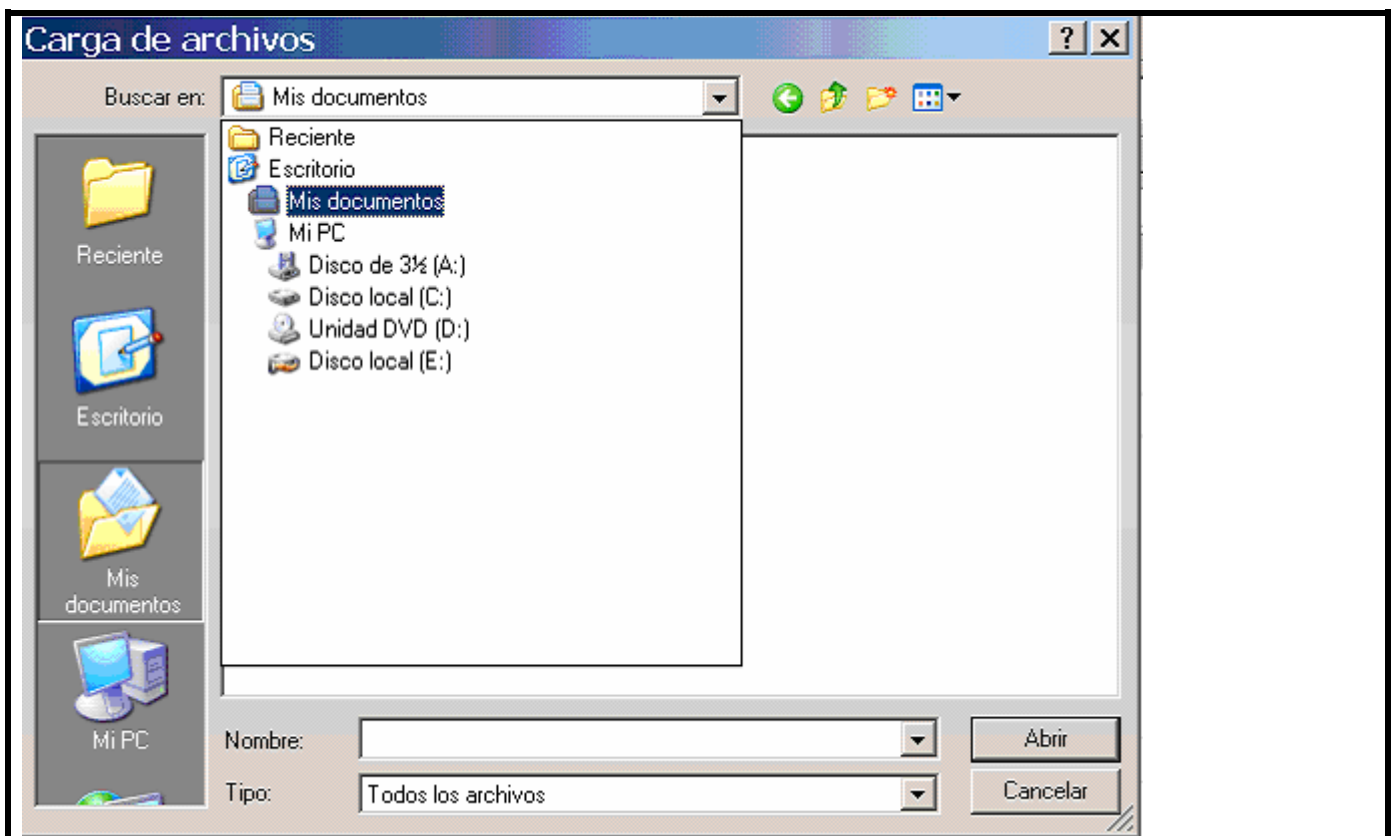 Carga de archivos
Buscar en: Mis documentos
Reciente
Escritorio
Mis documentos
Mi PC
Disco de 3½ (A:)
Disco local (C:)
Unidad DVD (D:)
Disco local (E:)
Reciente
Escritorio
Mis
documentos
Mi PC
Nombre:
Abrir
Tipo: Todos los archivos
Cancelar